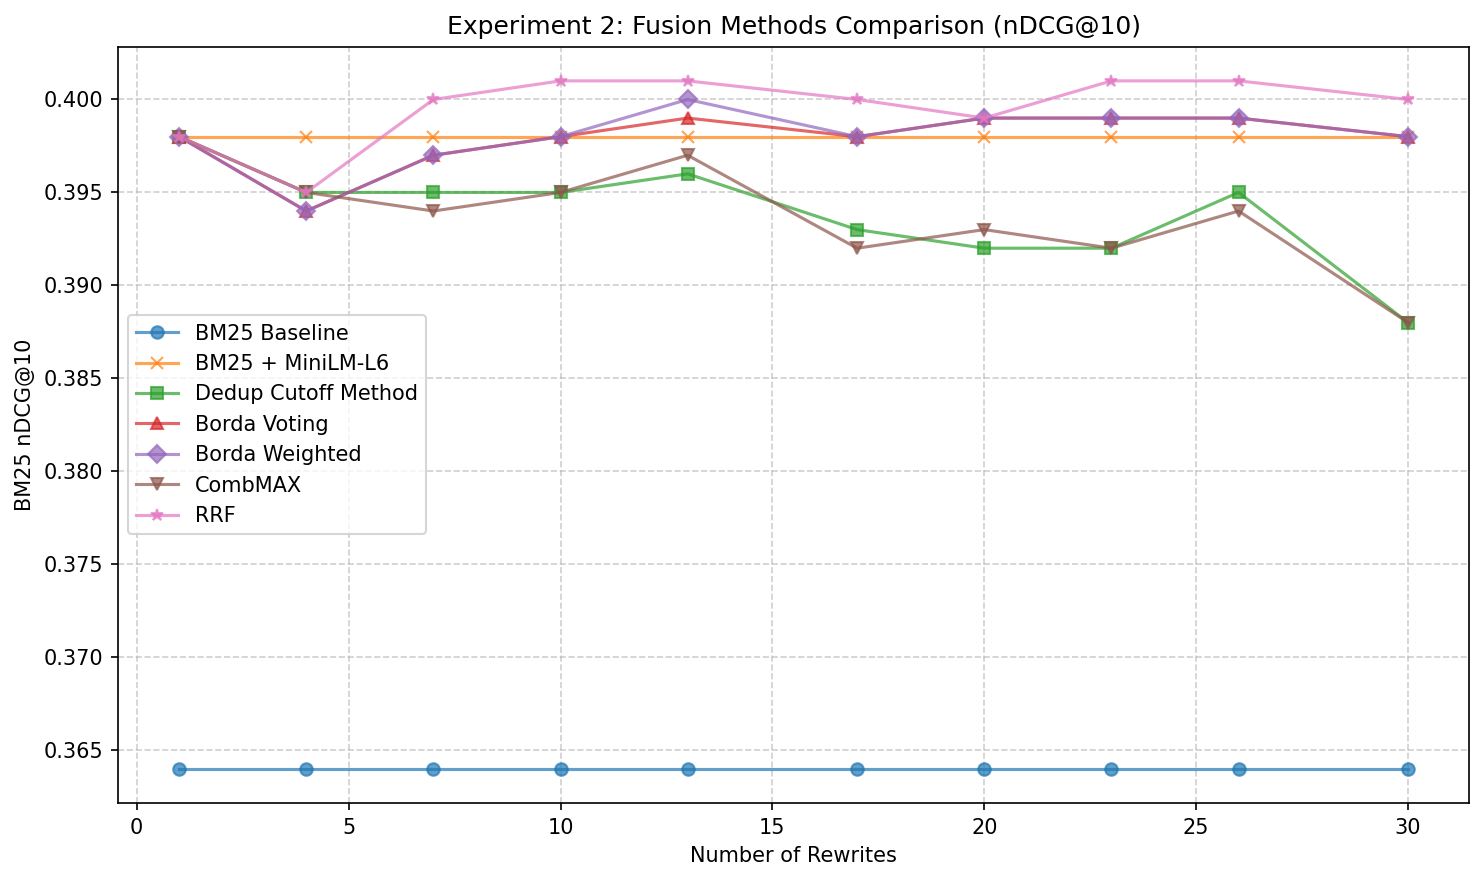 Experiment 2: Fusion Methods Comparison (nDCG@10)
BM25 nDCG@10
0.400
0.395
0.390
0.385
0.380
0.375
0.370
0.365
BM25 Baseline
BM25 + MiniLM-L6
Dedup Cutoff Method
Borda Voting
Borda Weighted
CombMAX
RRF
0 5 10 15 20 25 30
Number of Rewrites